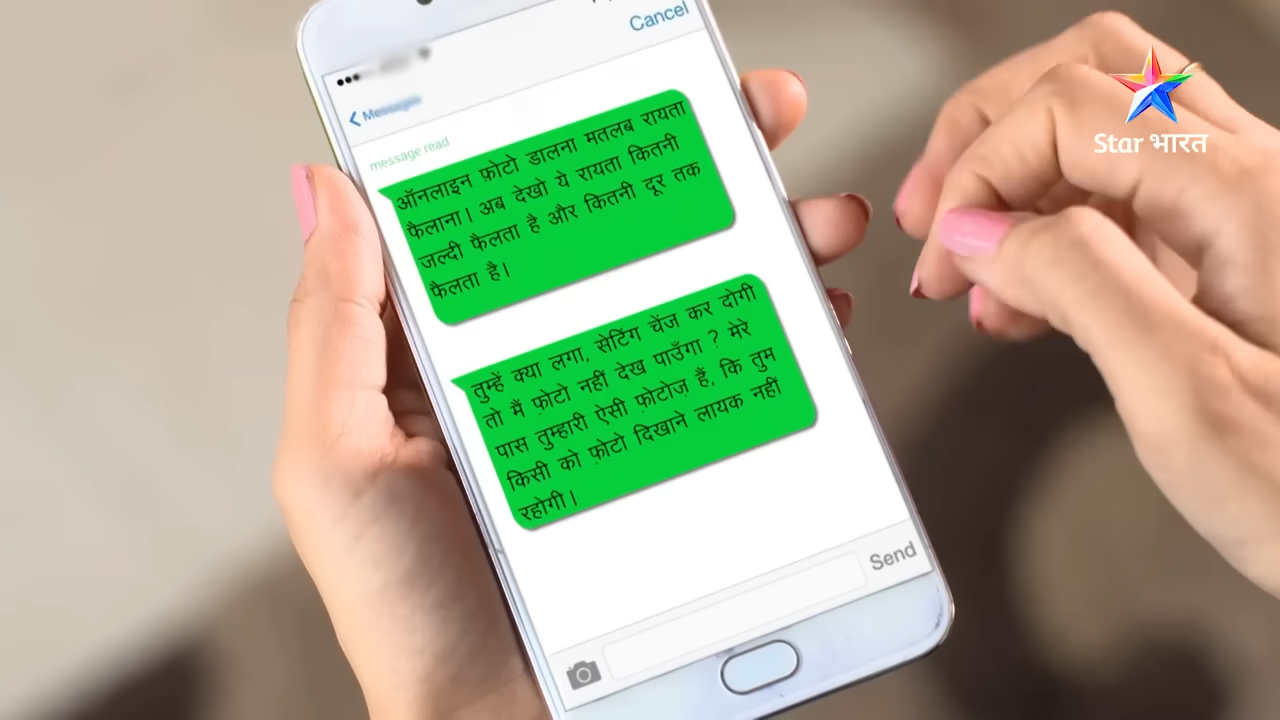 Cancel
Star भारत
Messages
message read
ऑनलाइन फ़ोटो डालना मतलब रायता
फैलाना। अब देखो ये रायता कितनी
जल्दी फैलता है और कितनी दूर तक
फैलता है।
तुम्हें क्या लगा, सेटिंग चेंज कर दोगी
तो मैं फ़ोटो नहीं देख पाउँगा ? मेरे
पास तुम्हारी ऐसी फ़ोटोज़ हैं, कि तुम
किसी को फ़ोटो दिखाने लायक नहीं
रहोगी।
Send